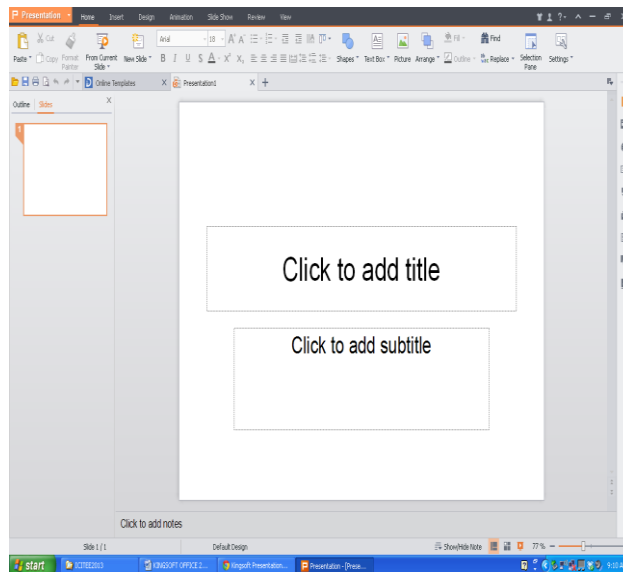 Presentation Home Insert Design Animation Slide Show Review View
Cut Arial 18 Fill Find
Paste Copy Format Painter From Current Slide New Slide B I U S A Shapes Text Box Picture Arrange Outline Replace Selection Pane Settings
Online Templates X Presentation1 X +
Outline Slides X
1
Click to add title
Click to add subtitle
Click to add notes
Slide 1 / 1 Default Design Show/Hide Note 77 %
start ICITEE2013 KINGSOFT OFFICE 2... Kingsoft Presentation... Presentation - [Prese... 9:10 A